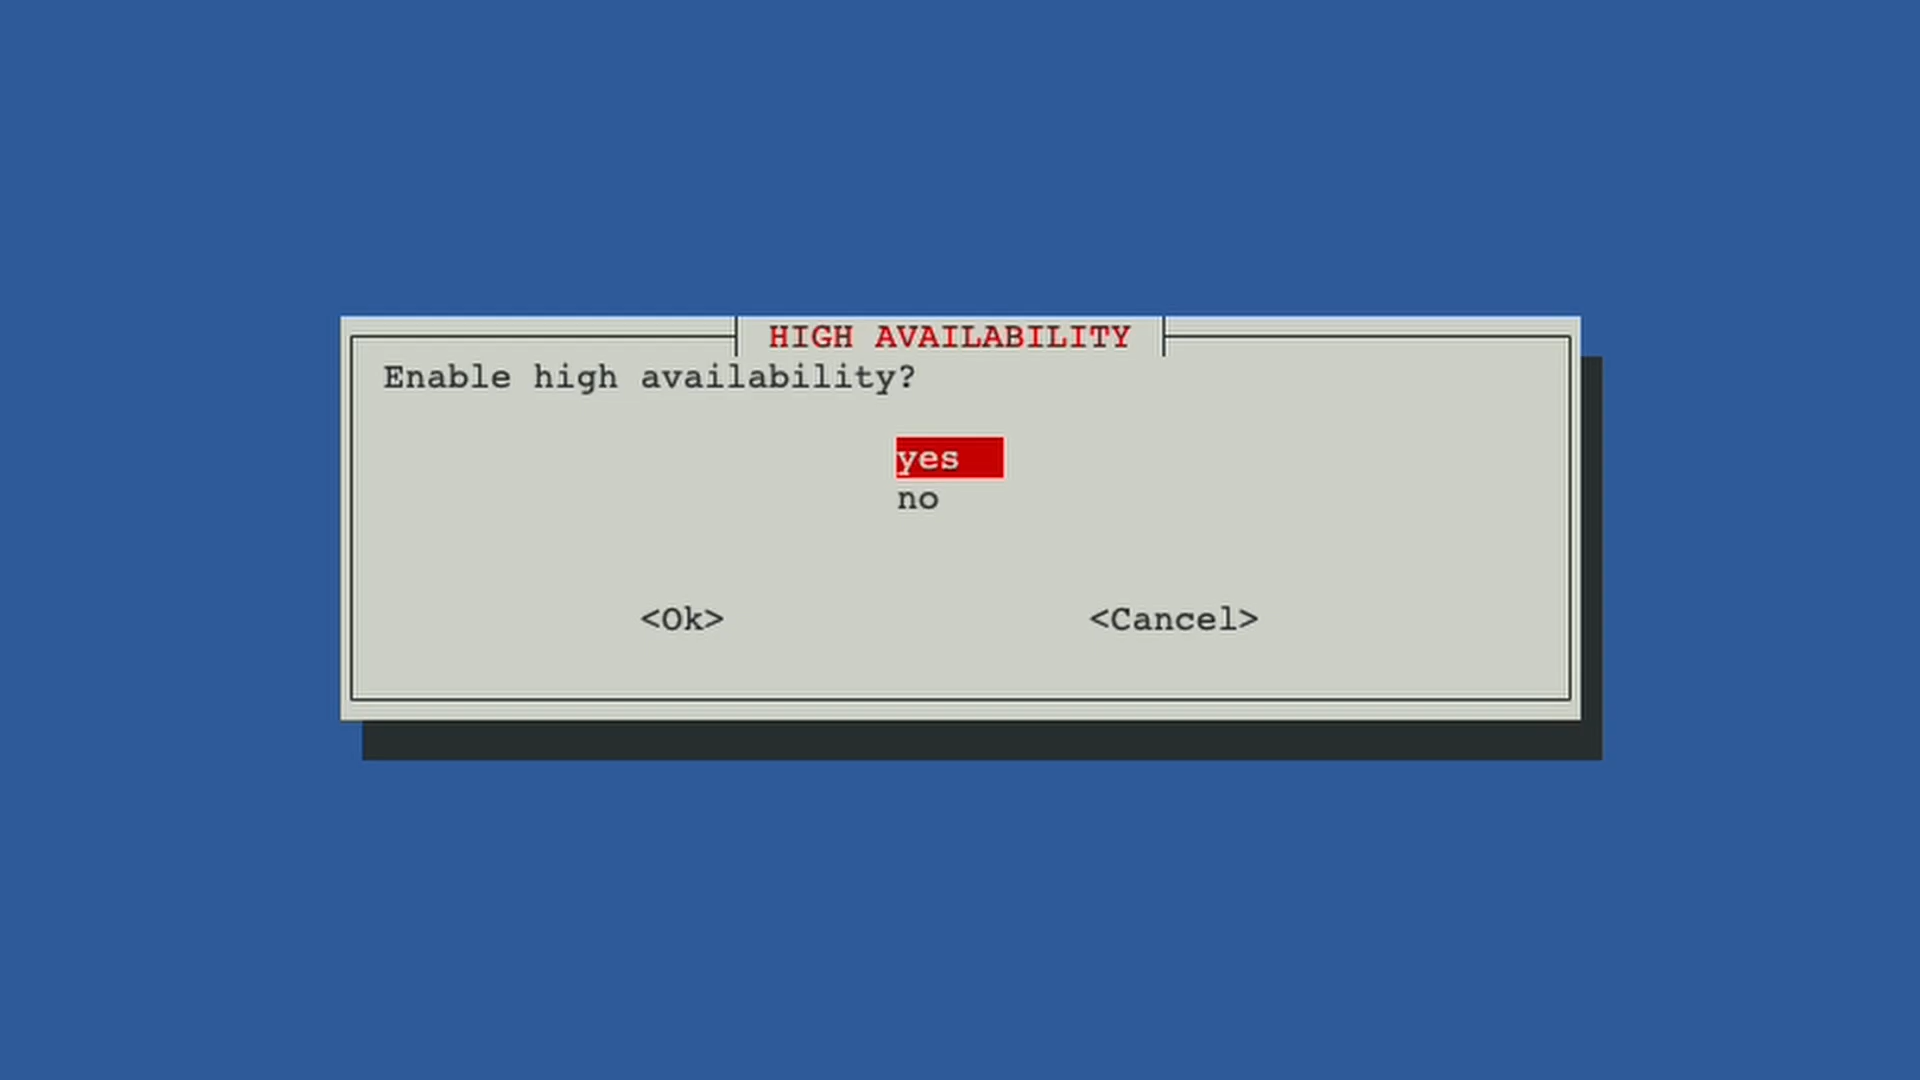 HIGH AVAILABILITY
Enable high availability?
yes
no
<Ok> <Cancel>